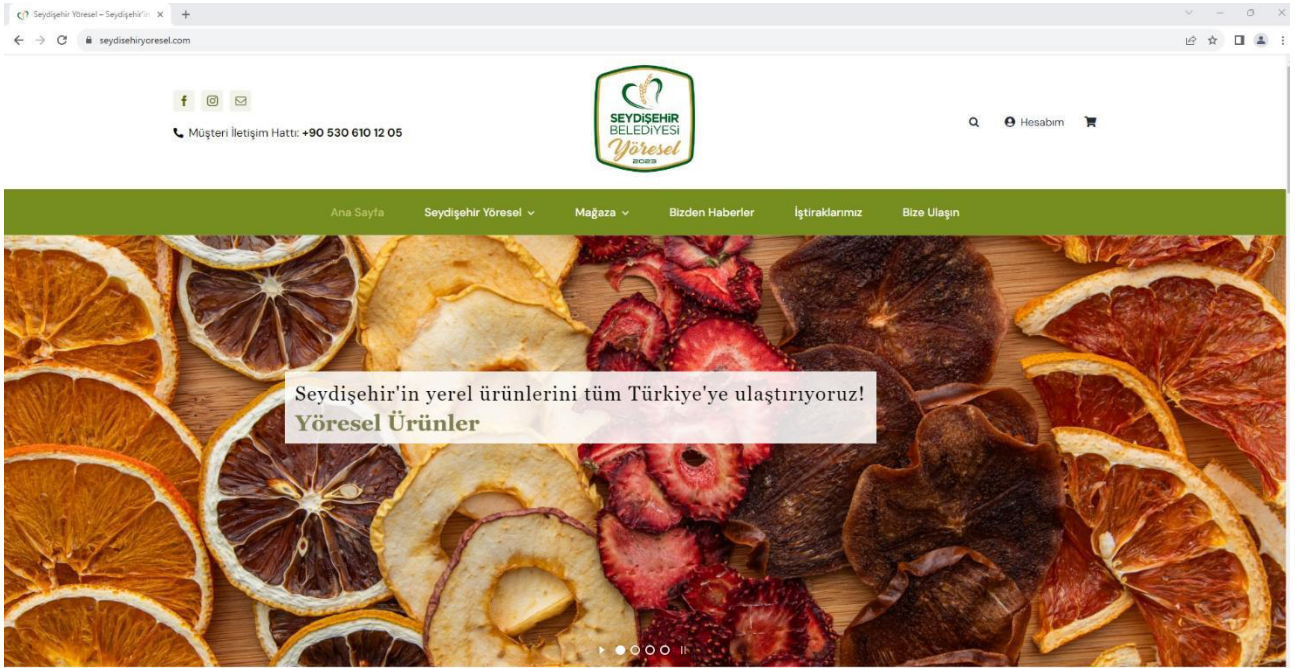 Seydişehir Yöresel – Seydişehir'in
seydisehiryoresel.com
Müşteri İletişim Hattı: +90 530 610 12 05
SEYDİŞEHİR
BELEDİYESİ
Yöresel
2023
Hesabım
Ana Sayfa Seydişehir Yöresel Mağaza Bizden Haberler İştiraklarımız Bize Ulaşın
Seydişehir'in yerel ürünlerini tüm Türkiye'ye ulaştırıyoruz!
Yöresel Ürünler